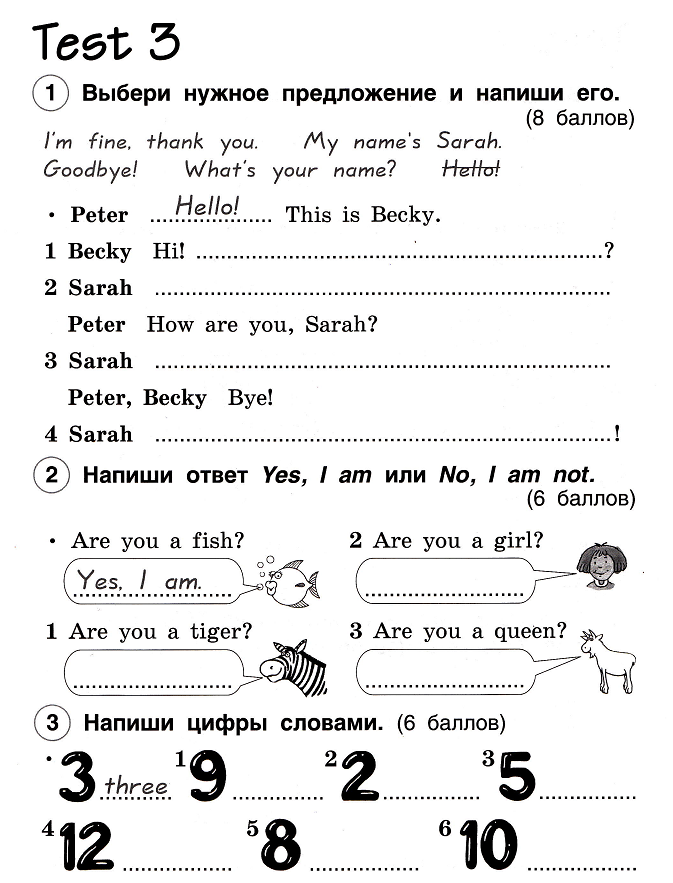 Test 3
1 Выбери нужное предложение и напиши его.
(8 баллов)
I'm fine, thank you. My name's Sarah.
Goodbye! What's your name? Hello!
• Peter Hello! This is Becky.
1 Becky Hi! ?
2 Sarah
Peter How are you, Sarah?
3 Sarah
Peter, Becky Bye!
4 Sarah !
2 Напиши ответ Yes, I am или No, I am not.
(6 баллов)
• Are you a fish? 2 Are you a girl?
Yes, I am.
1 Are you a tiger? 3 Are you a queen?
3 Напиши цифры словами. (6 баллов)
• 3 three 1 9 2 2 3 5
4 12 5 8 6 10